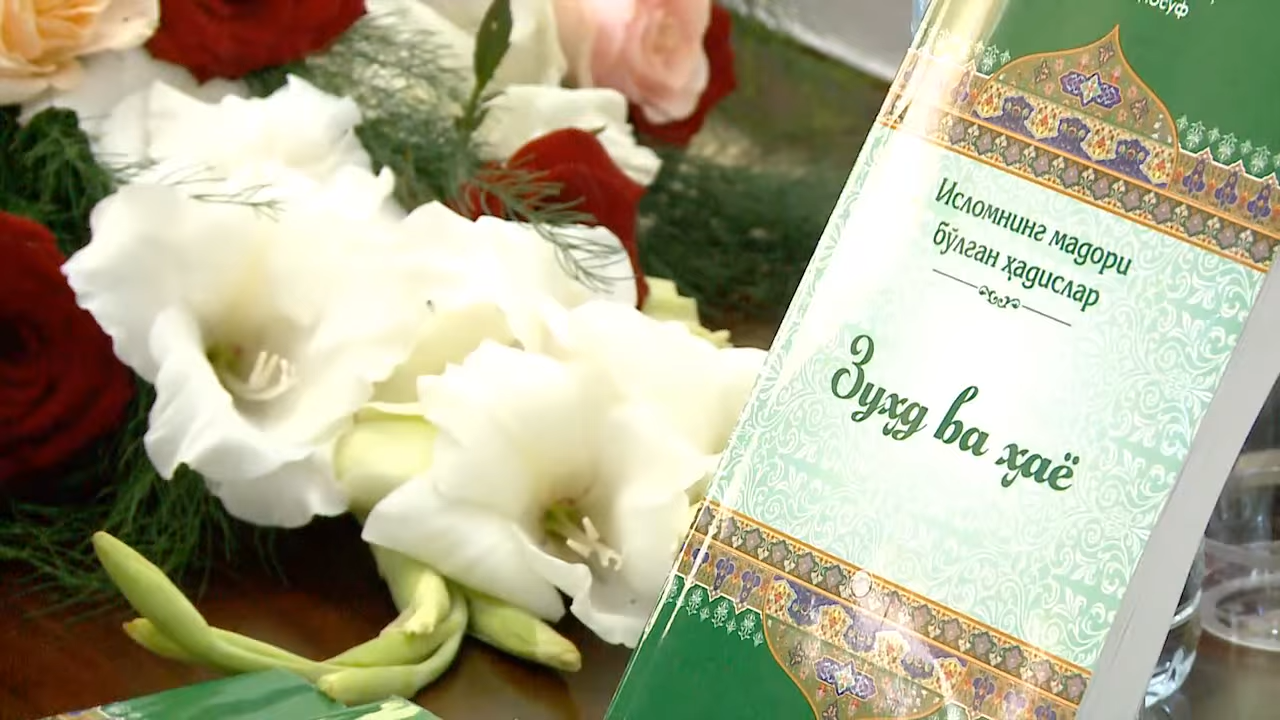 Исломнинг мадори
бўлган ҳадислар
Зуҳд ва ҳаё